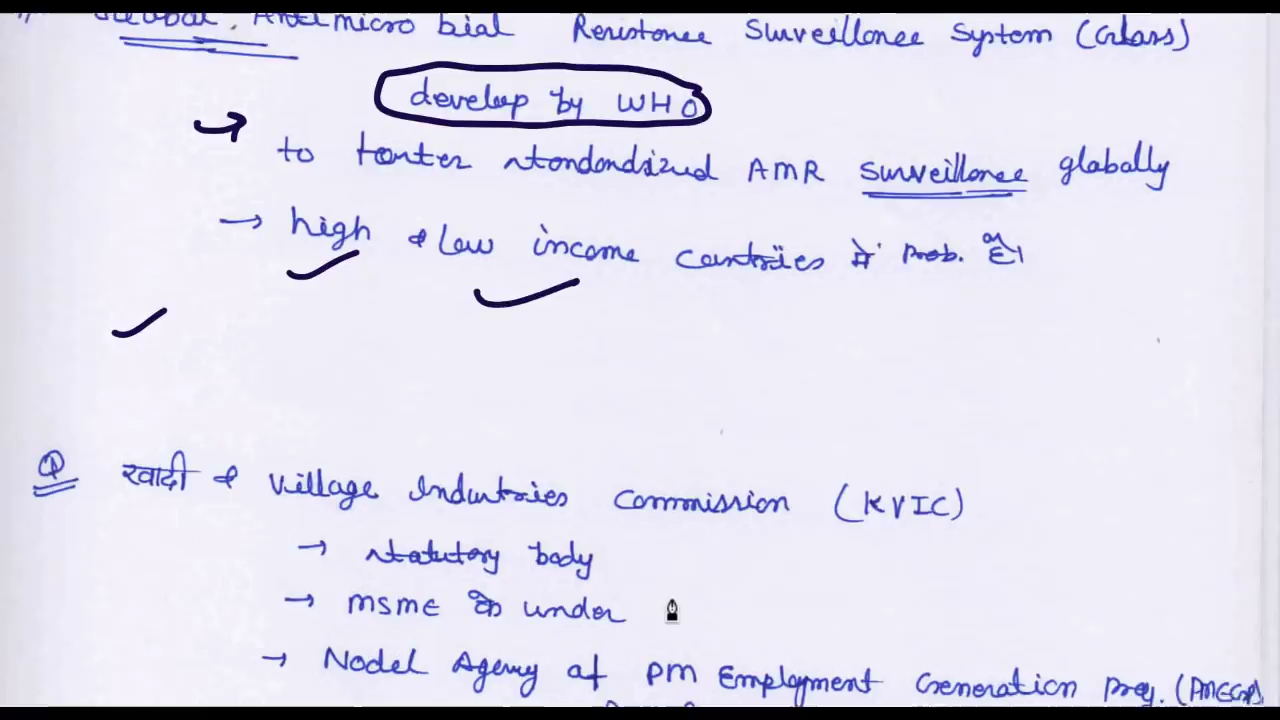 Global Antimicrobial Resistance Surveillance System (Glass)
develop by WHO
→ to foster standardized AMR surveillance globally
→ high & low income countries में Prob. है।
Q खादी & Village Industries Commission (KVIC)
→ statutory body
→ MSME के under
→ Nodel Agency of PM Employment Generation Prog. (PMEGP)